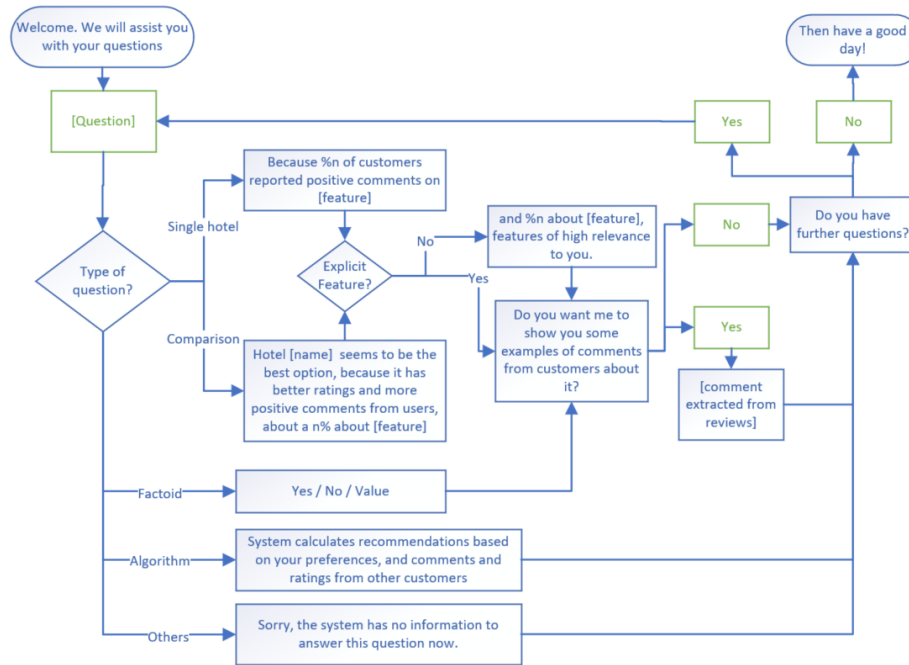 Welcome. We will assist you
with your questions
Then have a good
day!
[Question]
Yes
No
Because %n of customers
reported positive comments on
[feature]
Single hotel
and %n about [feature],
features of high relevance
to you.
No
Do you have
further questions?
Type of
question?
Explicit
Feature?
No
Yes
Do you want me to
show you some
examples of comments
from customers about
it?
Yes
Comparison
Hotel [name] seems to be the
best option, because it has
better ratings and more
positive comments from users,
about a n% about [feature]
[comment
extracted from
reviews]
Factoid
Yes / No / Value
Algorithm
System calculates recommendations based
on your preferences, and comments and
ratings from other customers
Others
Sorry, the system has no information to
answer this question now.